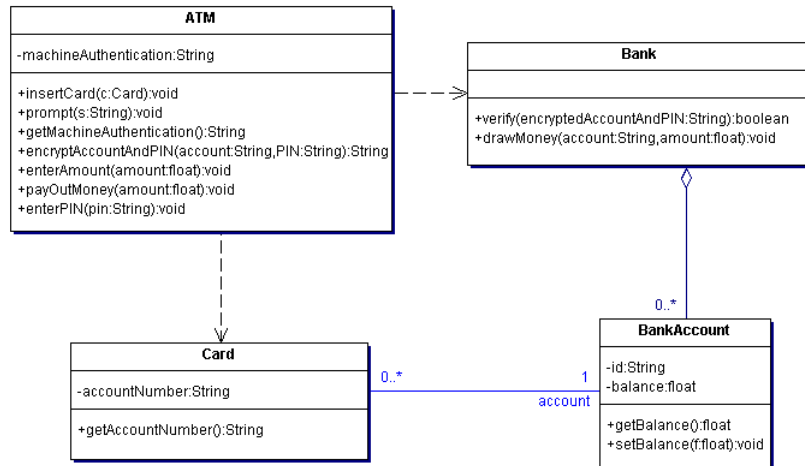 ATM
-machineAuthentication:String
+insertCard(c:Card):void
+prompt(s:String):void
+getMachineAuthentication():String
+encryptAccountAndPIN(account:String,PIN:String):String
+enterAmount(amount:float):void
+payOutMoney(amount:float):void
+enterPIN(pin:String):void
Bank
+verify(encryptedAccountAndPIN:String):boolean
+drawMoney(account:String,amount:float):void
0..*
Card
-accountNumber:String
+getAccountNumber():String
0..*
1
account
BankAccount
-id:String
-balance:float
+getBalance():float
+setBalance(f:float):void